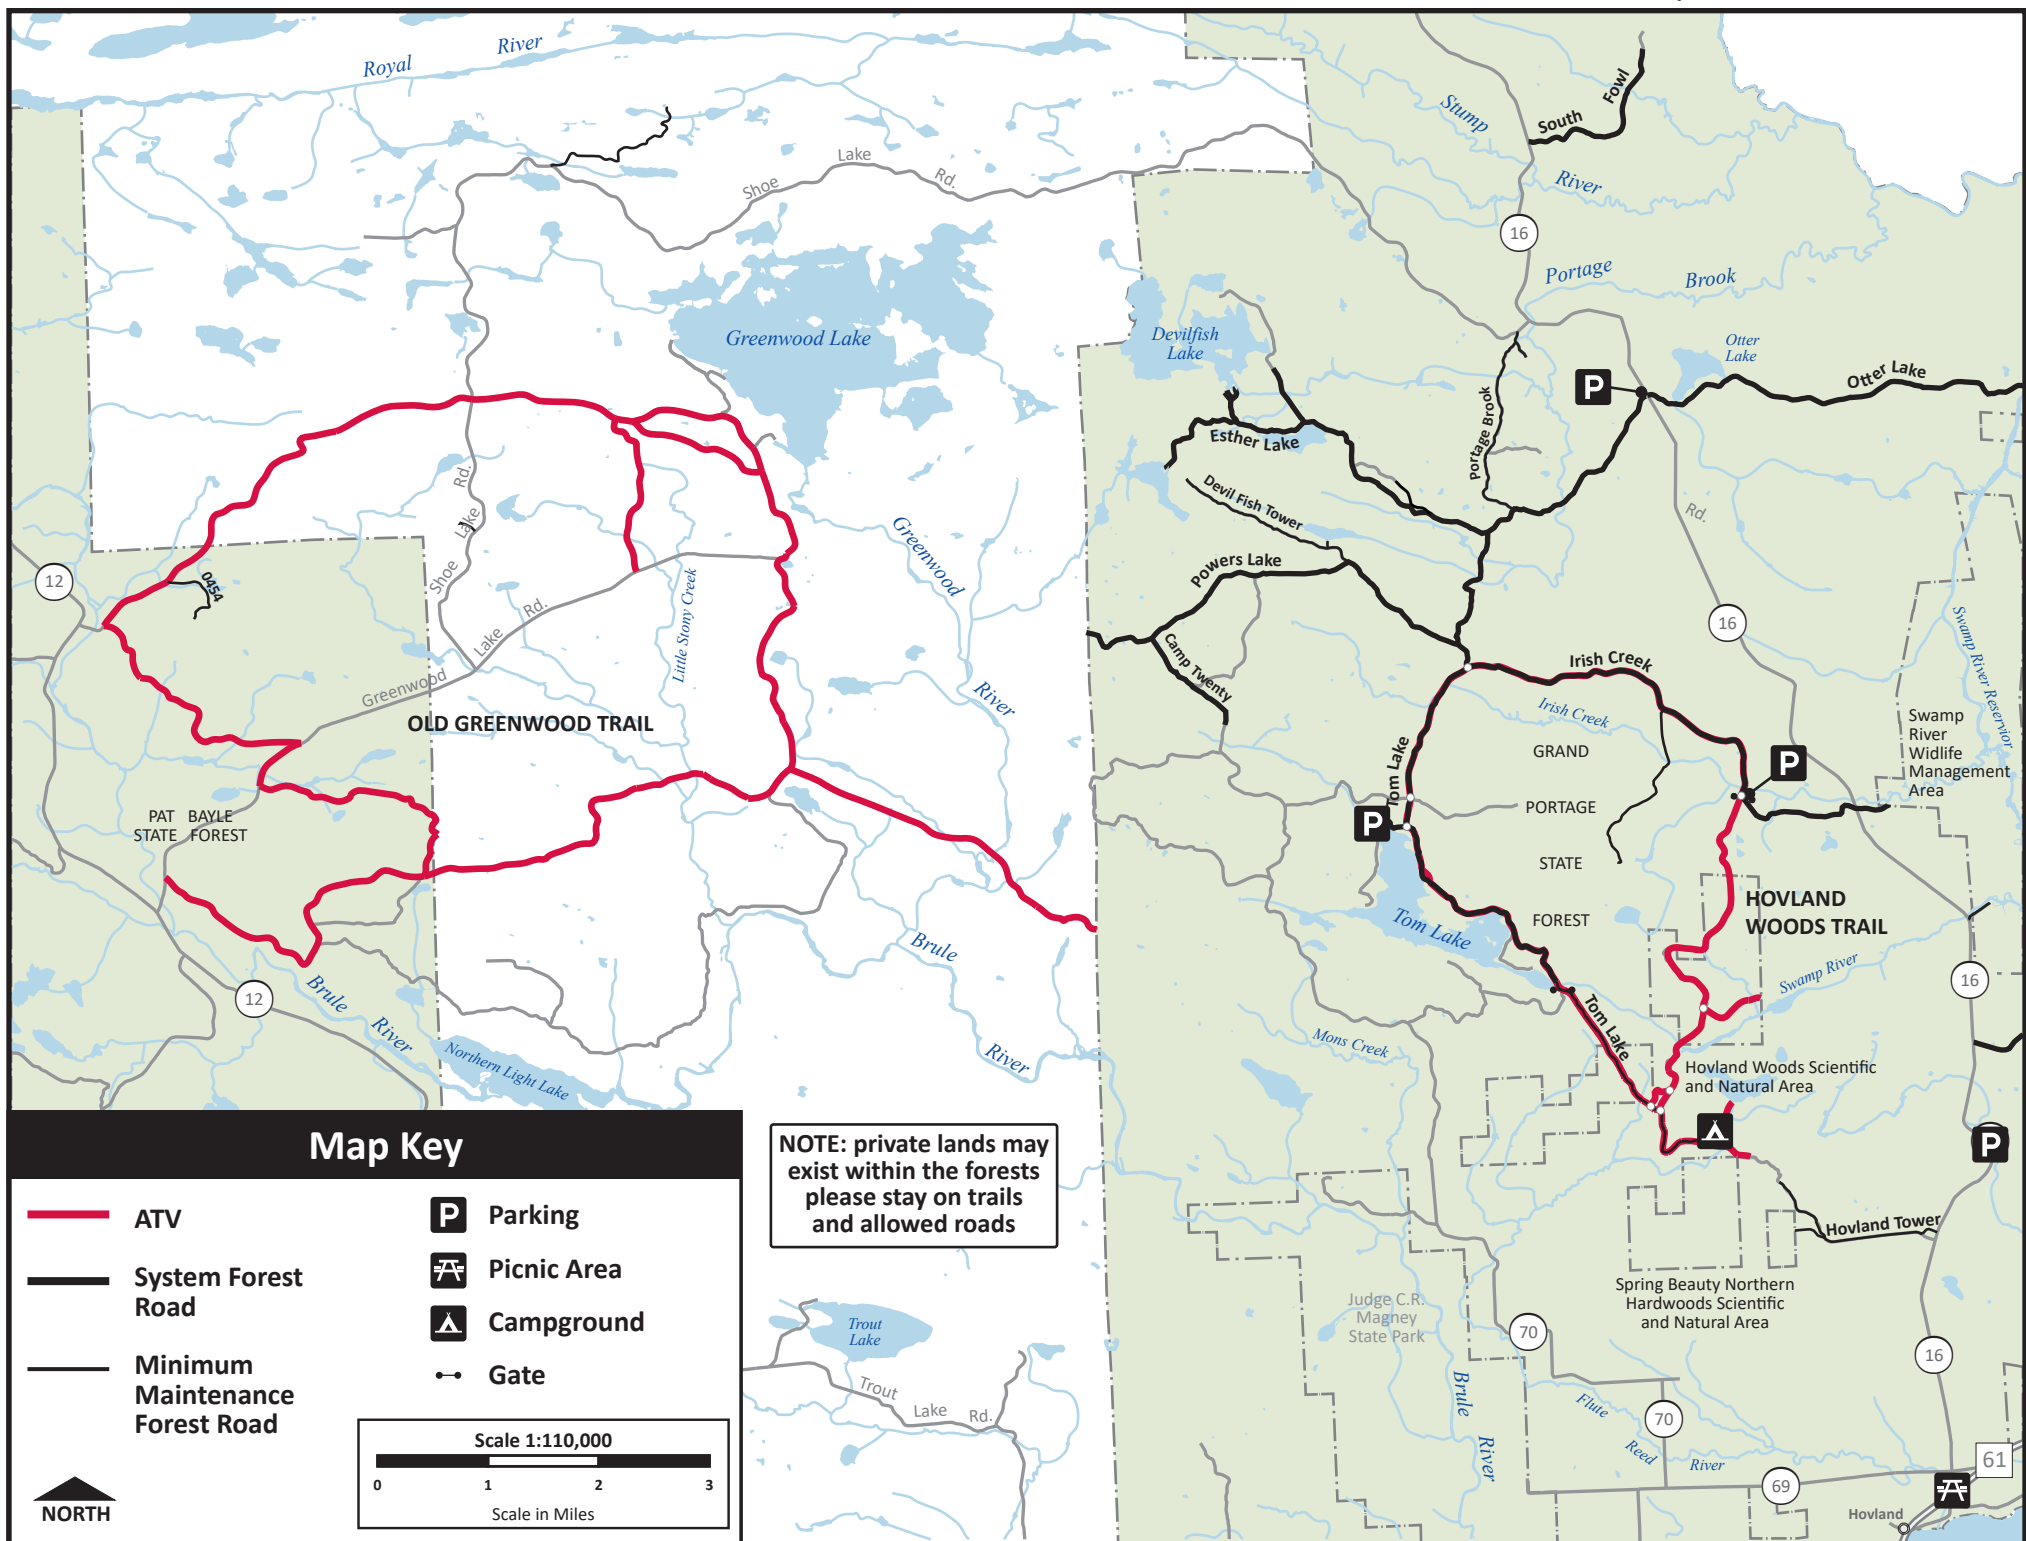 Royal
River
Shoe
Lake
Rd.
Stump
River
South
Fowl
16
Portage
Brook
Greenwood Lake
Devilfish
Lake
Otter
Lake
Otter Lake
P
Portage Brook
Esther Lake
Devil Fish Tower
Powers Lake
Camp Twenty
Rd.
16
Shoe
Lake
Rd.
12
0454
Greenwood
Lake
Rd.
Little Stony Creek
Greenwood
River
OLD GREENWOOD TRAIL
Irish Creek
Irish Creek
Swamp River Reservior
Swamp
River
Widlife
Management
Area
GRAND
PORTAGE
STATE
FOREST
P
Tom Lake
P
PAT BAYLE
STATE FOREST
HOVLAND
WOODS TRAIL
Tom Lake
Swamp River
16
Tom Lake
Brule
River
12
Brule
River
Northern Light Lake
Mons Creek
Hovland Woods Scientific
and Natural Area
P
Hovland Tower
Spring Beauty Northern
Hardwoods Scientific
and Natural Area
Judge C.R.
Magney
State Park
Brule
River
70
Flute
Reed
River
70
16
69
61
Hovland
Trout
Lake
Trout
Lake
Rd.
NOTE: private lands may
exist within the forests
please stay on trails
and allowed roads
Map Key
ATV
System Forest
Road
Minimum
Maintenance
Forest Road
P Parking
Picnic Area
Campground
Gate
Scale 1:110,000
0 1 2 3
Scale in Miles
NORTH